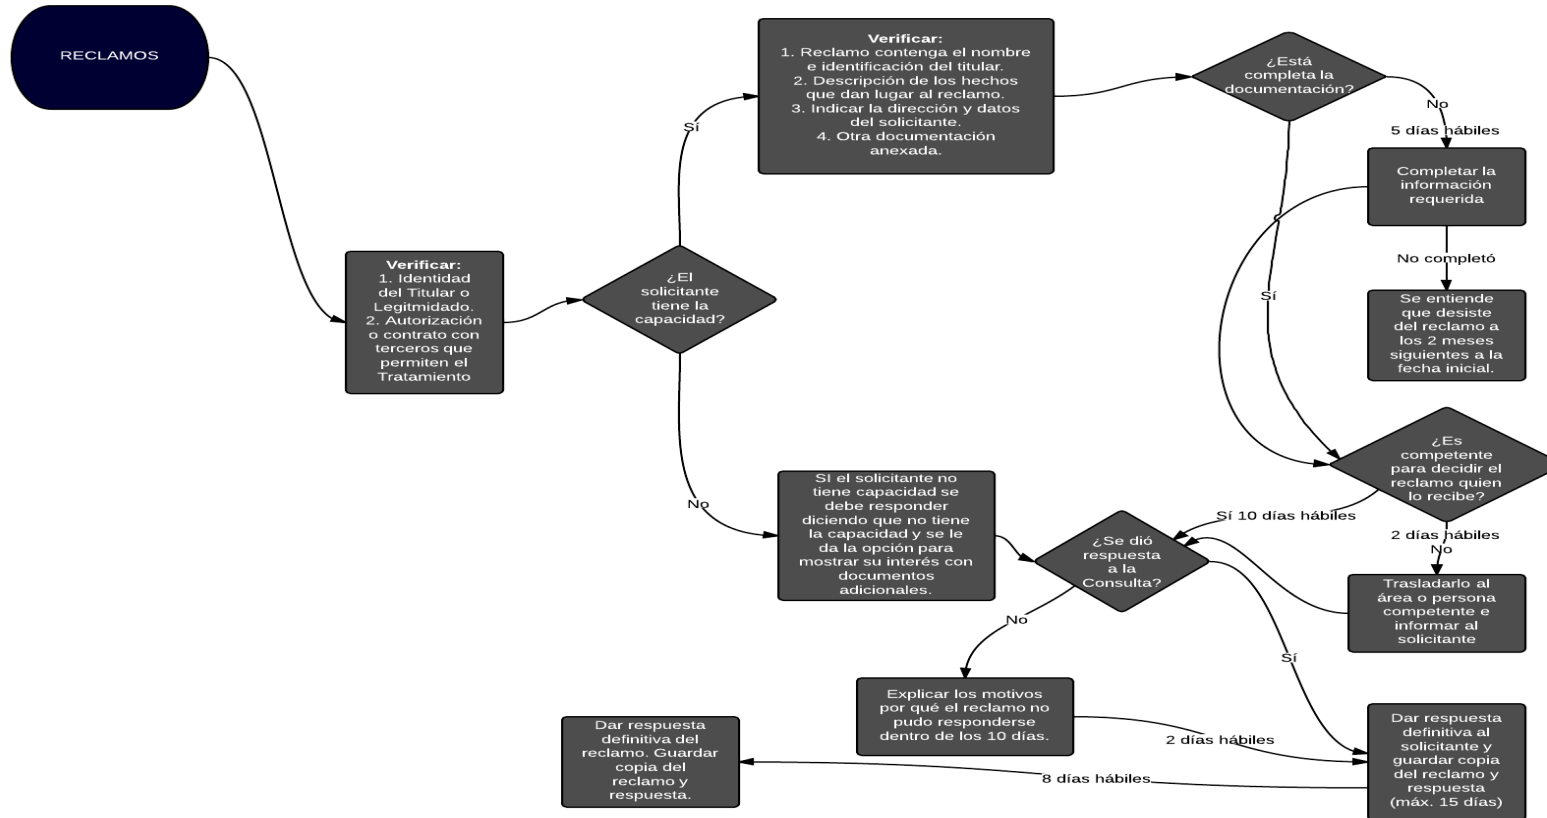 RECLAMOS
Verificar:
1. Identidad
del Titular o
Legitmidado.
2. Autorización
o contrato con
terceros que
permiten el
Tratamiento
¿El
solicitante
tiene la
capacidad?
Sí
Verificar:
1. Reclamo contenga el nombre
e identificación del titular.
2. Descripción de los hechos
que dan lugar al reclamo.
3. Indicar la dirección y datos
del solicitante.
4. Otra documentación
anexada.
¿Está
completa la
documentación?
No
5 días hábiles
Completar la
información
requerida
No completó
Se entiende
que desiste
del reclamo a
los 2 meses
siguientes a la
fecha inicial.
Sí
¿Es
competente
para decidir el
reclamo quien
lo recibe?
Sí 10 días hábiles
2 días hábiles
No
Trasladarlo al
área o persona
competente e
informar al
solicitante
No
SI el solicitante no
tiene capacidad se
debe responder
diciendo que no tiene
la capacidad y se le
da la opción para
mostrar su interés con
documentos
adicionales.
¿Se dió
respuesta
a la
Consulta?
No
Sí
Explicar los motivos
por qué el reclamo no
pudo responderse
dentro de los 10 días.
2 días hábiles
Dar respuesta
definitiva al
solicitante y
guardar copia
del reclamo y
respuesta
(máx. 15 días)
8 días hábiles
Dar respuesta
definitiva del
reclamo. Guardar
copia del
reclamo y
respuesta.